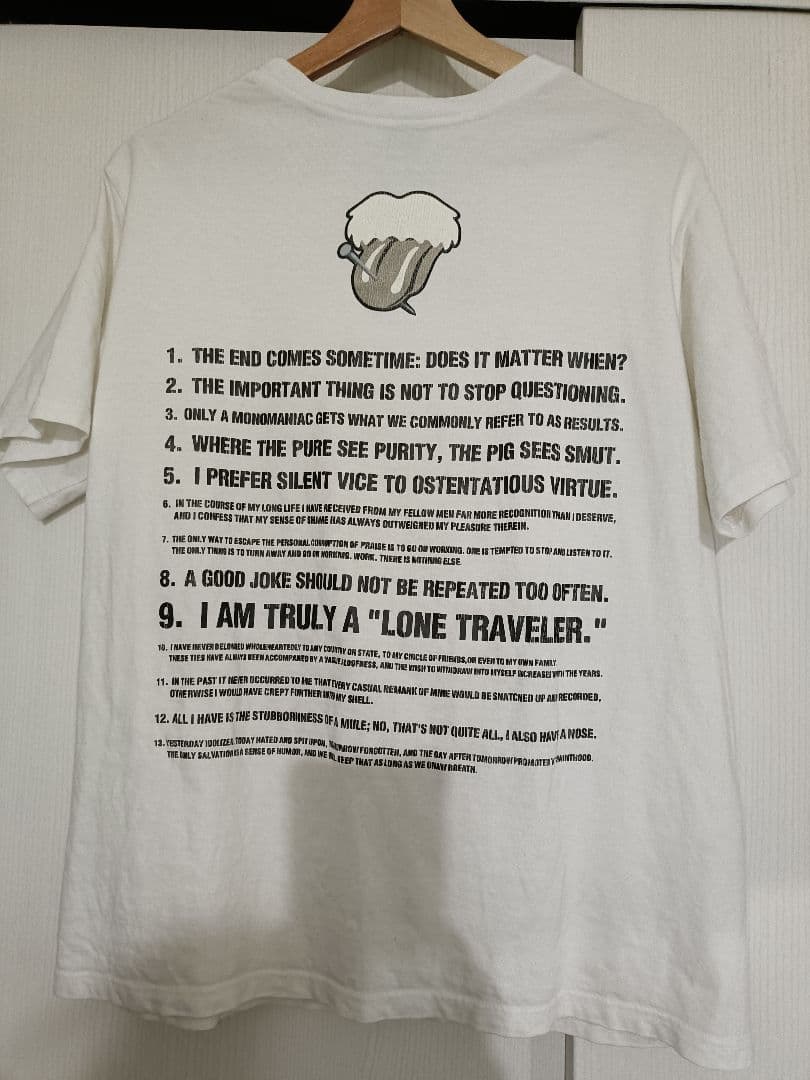 1. THE END COMES SOMETIME: DOES IT MATTER WHEN?
2. THE IMPORTANT THING IS NOT TO STOP QUESTIONING.
3. ONLY A MONOMANIAC GETS WHAT WE COMMONLY REFER TO AS RESULTS.
4. WHERE THE PURE SEE PURITY, THE PIG SEES SMUT.
5. I PREFER SILENT VICE TO OSTENTATIOUS VIRTUE.
6. IN THE COURSE OF MY LONG LIFE I HAVE RECEIVED FROM MY FELLOW MEN FAR MORE RECOGNITION THAN I DESERVE,
AND I CONFESS THAT MY SENSE OF SHAME HAS ALWAYS OUTWEIGHED MY PLEASURE THEREIN.
7. THE ONLY WAY TO ESCAPE THE PERSONAL CORRUPTION OF PRAISE IS TO GO ON WORKING. ONE IS TEMPTED TO STOP AND LISTEN TO IT.
THE ONLY THING IS TO TURN AWAY AND GO ON WORKING. WORK. THERE IS NOTHING ELSE.
8. A GOOD JOKE SHOULD NOT BE REPEATED TOO OFTEN.
9. I AM TRULY A "LONE TRAVELER."
10. I HAVE NEVER BELONGED WHOLEHEARTEDLY TO ANY COUNTRY OR STATE, TO MY CIRCLE OF FRIENDS, OR EVEN TO MY OWN FAMILY.
THESE TIES HAVE ALWAYS BEEN ACCOMPANIED BY A VAGUE ALOOFNESS, AND THE WISH TO WITHDRAW INTO MYSELF INCREASES WITH THE YEARS.
11. IN THE PAST IT NEVER OCCURRED TO ME THAT EVERY CASUAL REMARK OF MINE WOULD BE SNATCHED UP AND RECORDED,
OTHERWISE I WOULD HAVE CREPT FURTHER INTO MY SHELL.
12. ALL I HAVE IS THE STUBBORNNESS OF A MULE; NO, THAT'S NOT QUITE ALL, I ALSO HAVE A NOSE.
13. YESTERDAY IDOLIZED, TODAY HATED AND SPIT UPON, TOMORROW FORGOTTEN, AND THE DAY AFTER TOMORROW PROMOTED TO SAINTHOOD.
THE ONLY SALVATION IS A SENSE OF HUMOR, AND WE KEEP THAT AS LONG AS WE DRAW BREATH.